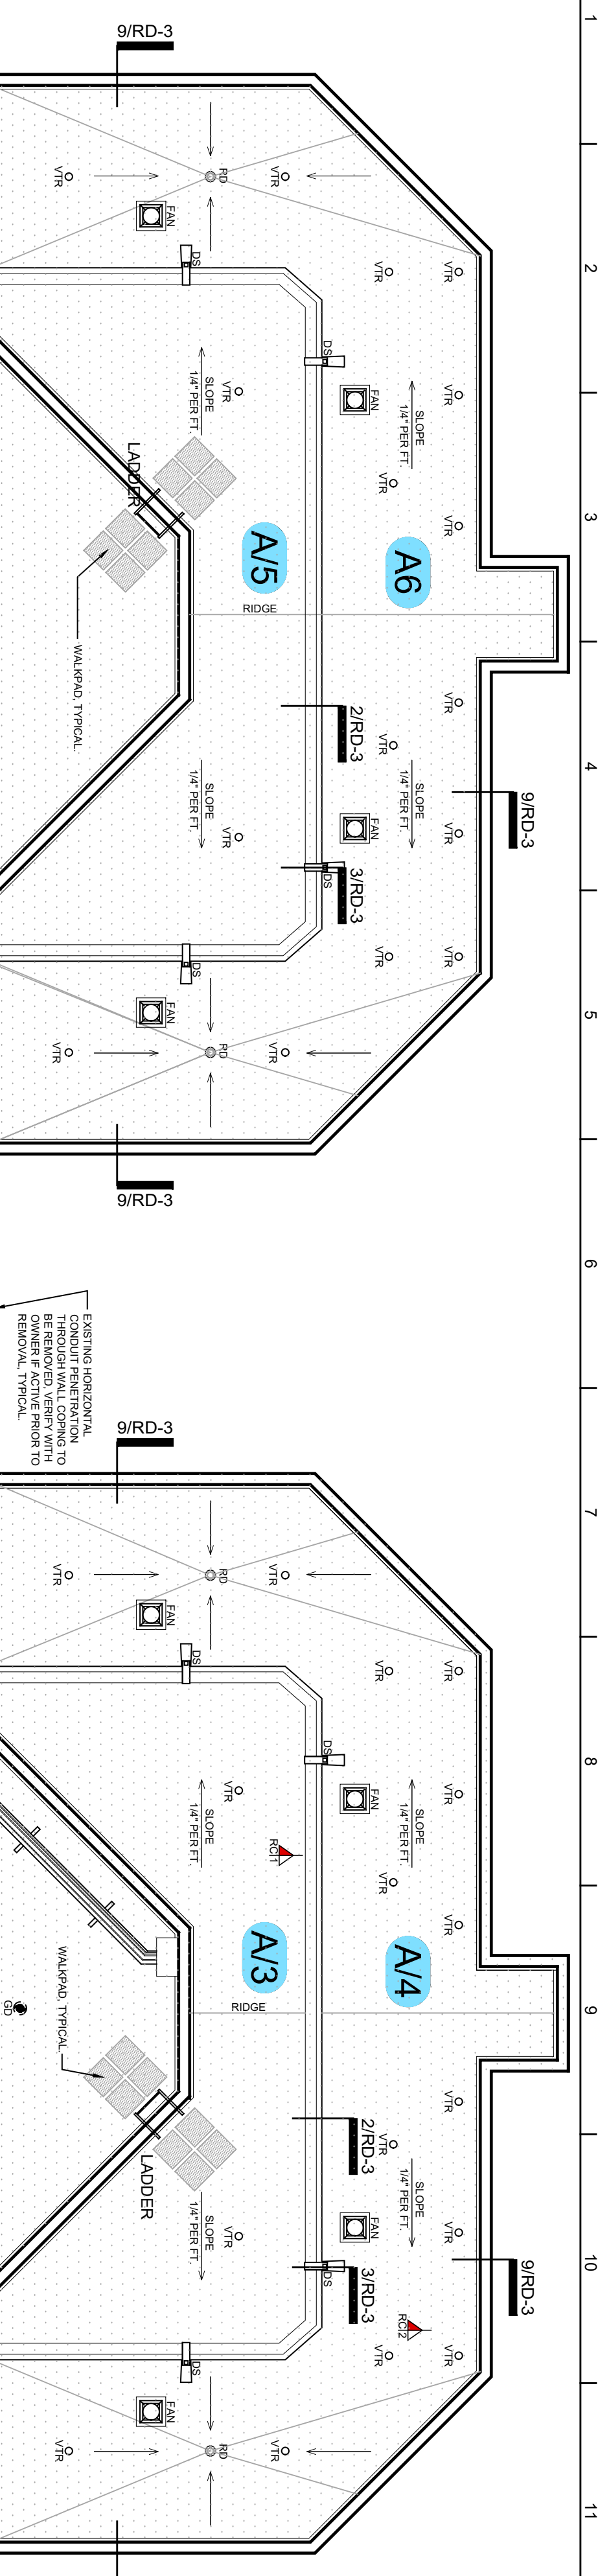 1
9/RD-3
RD
VTR
VTR
FAN
2
DS
VTR
VTR
DS
SLOPE
1/4" PER FT.
VTR
FAN
SLOPE
1/4" PER FT.
VTR
LADDER
VTR
VTR
3
A/5
A6
RIDGE
WALKPAD, TYPICAL.
2/RD-3
VTR
VTR
4
SLOPE
1/4" PER FT.
SLOPE
1/4" PER FT.
9/RD-3
VTR
FAN
VTR
DS
3/RD-3
DS
VTR
VTR
FAN
5
RD
VTR
VTR
9/RD-3
6
EXISTING HORIZONTAL
CONDUIT PENETRATION
THROUGH WALL COPING TO
BE REMOVED, VERIFY WITH
OWNER IF ACTIVE PRIOR TO
REMOVAL, TYPICAL.
9/RD-3
7
RD
VTR
VTR
FAN
DS
VTR
VTR
DS
8
SLOPE
1/4" PER FT.
VTR
FAN
SLOPE
1/4" PER FT.
VTR
RC|1
VTR
VTR
A/3
A/4
9
RIDGE
WALKPAD, TYPICAL.
GD
VTR
2/RD-3
VTR
LADDER
SLOPE
1/4" PER FT.
SLOPE
1/4" PER FT.
VTR
FAN
VTR
10
9/RD-3
DS
3/RD-3
RC|2
VTR
VTR
DS
FAN
RD
VTR
VTR
11